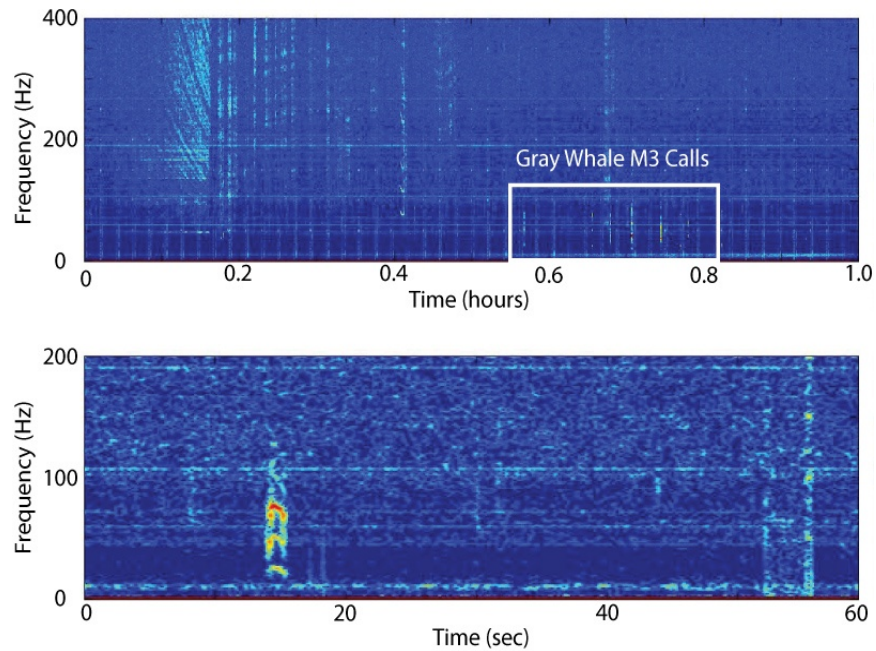 400
200
0
Frequency (Hz)
Gray Whale M3 Calls
0 0.2 0.4 0.6 0.8 1.0
Time (hours)
200
100
0
Frequency (Hz)
0 20 40 60
Time (sec)